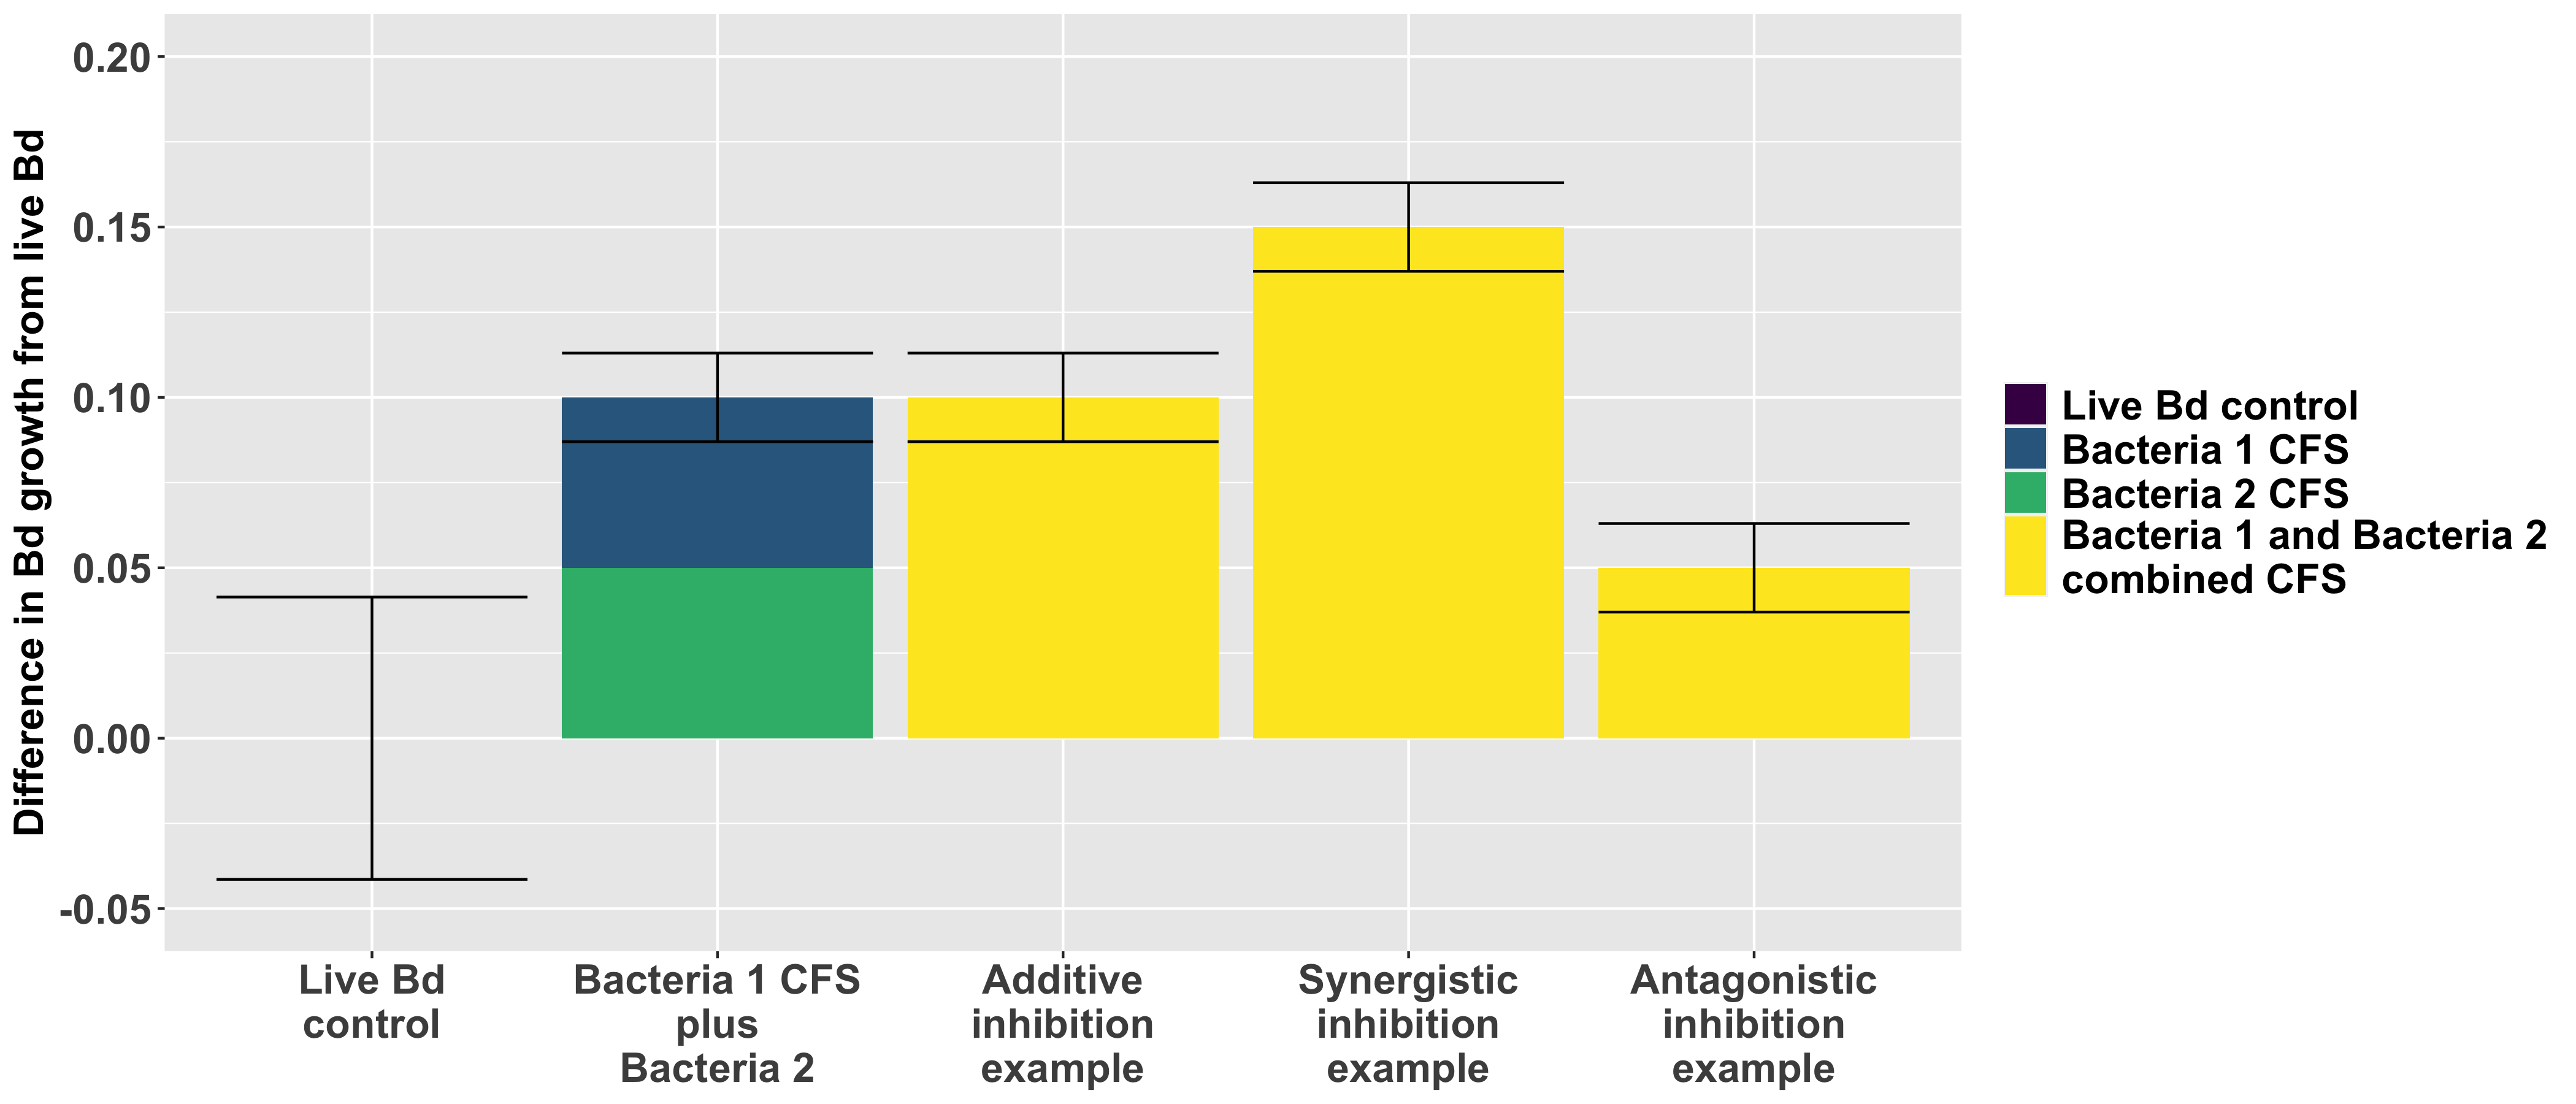 Difference in Bd growth from live Bd
0.20
0.15
0.10
0.05
0.00
-0.05
Live Bd
control
Bacteria 1 CFS
plus
Bacteria 2
Additive
inhibition
example
Synergistic
inhibition
example
Antagonistic
inhibition
example
Live Bd control
Bacteria 1 CFS
Bacteria 2 CFS
Bacteria 1 and Bacteria 2
combined CFS